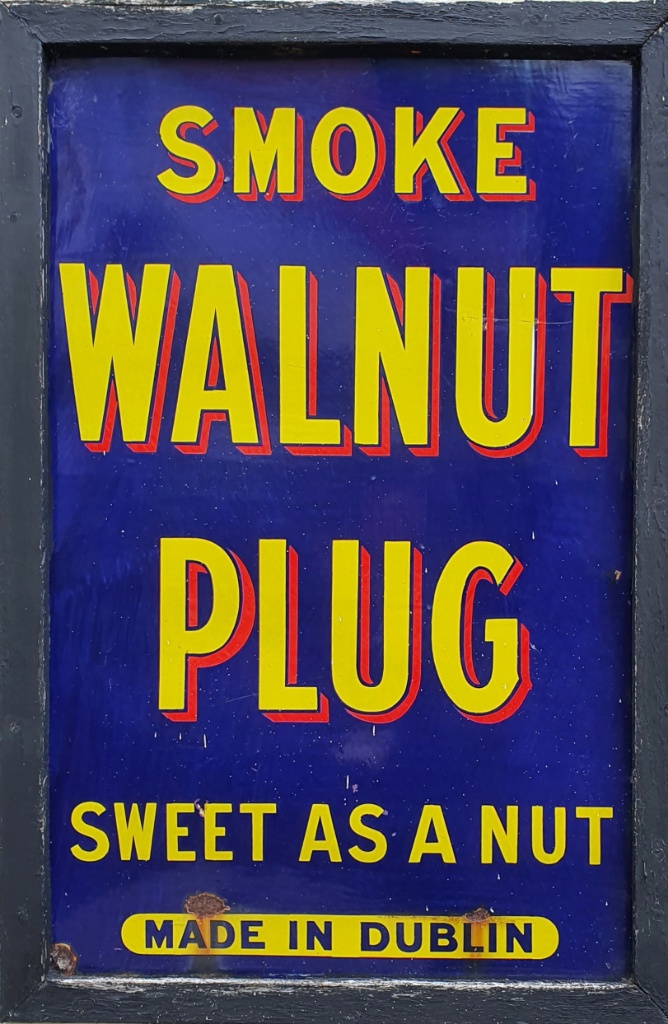 SMOKE
WALNUT
PLUG
SWEET AS A NUT
MADE IN DUBLIN